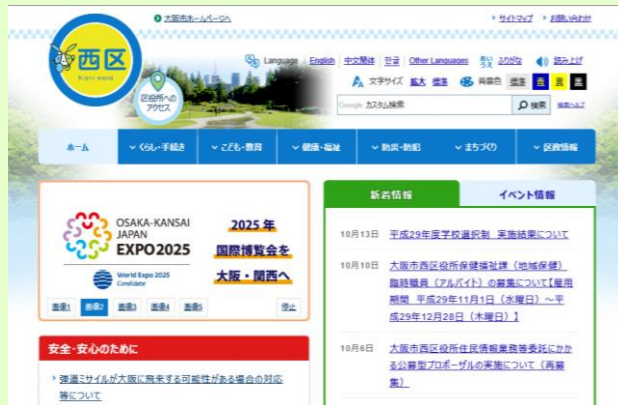 大阪市ホームページへ
サイトマップ
お問い合わせ
西区
nishi ward
区役所への
アクセス
Language English 中文简体 한글 Other Languages ふりがな 読み上げ
文字サイズ 拡大 標準 背景色 標準 青 黄 黒
Google カスタム検索 検索 検索ヘルプ
ホーム くらし・手続き こども・教育 健康・福祉 防災・防犯 まちづくり 区政情報
OSAKA-KANSAI
JAPAN
EXPO2025
World Expo 2025
Candidate
2025年
国際博覧会を
大阪・関西へ
画像1 画像2 画像3 画像4 画像5 停止
安全・安心のために
弾道ミサイルが大阪に飛来する可能性がある場合の対応
等について
新着情報 イベント情報
10月13日 平成29年度学校選択制 実施結果について
10月10日 大阪市西区役所保健福祉課（地域保健）
臨時職員（アルバイト）の募集について【雇用
期間 平成29年11月1日（水曜日）～平
成29年12月28日（木曜日）】
10月6日 大阪市西区役所住民情報業務等委託にかか
る公募型プロポーザルの実施について（再募
集）